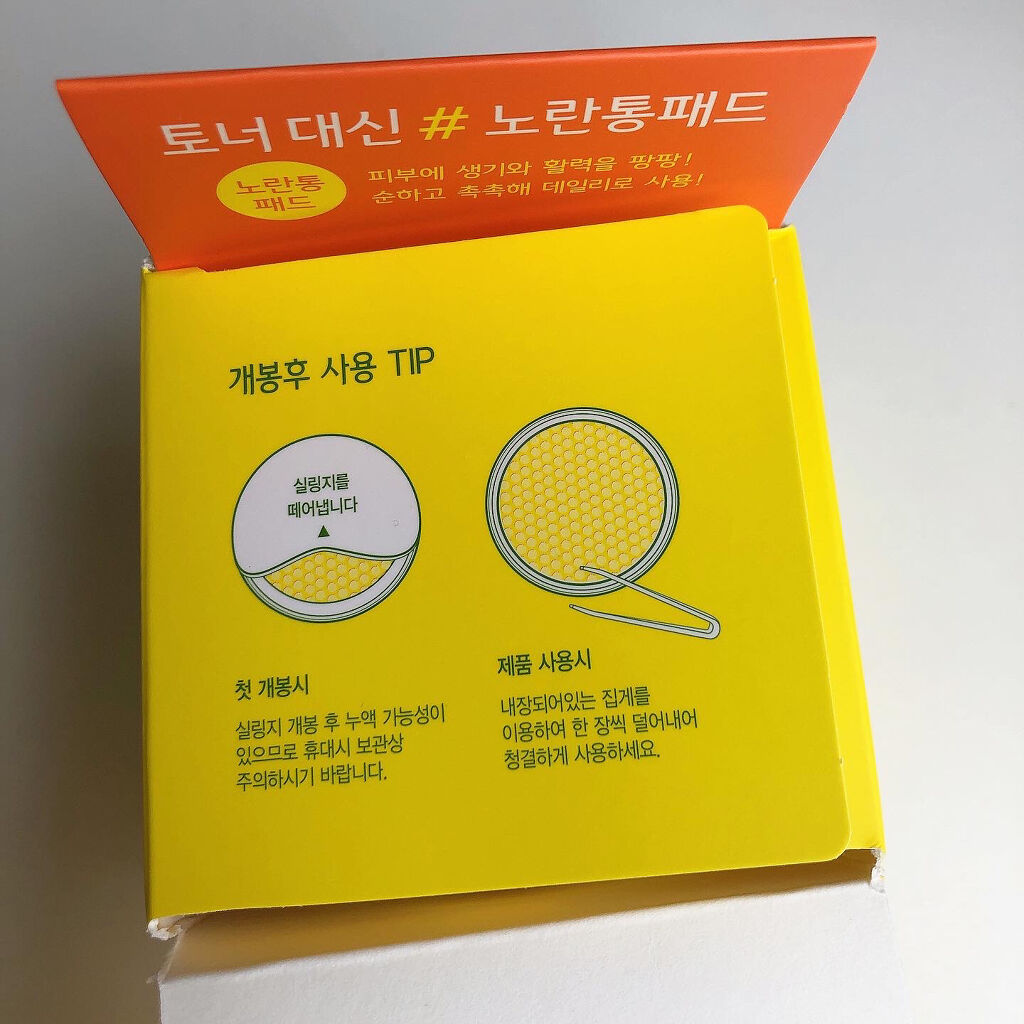 토너 대신 # 노란통패드
노란통
패드
피부에 생기와 활력을 팡팡!
순하고 촉촉해 데일리로 사용!
개봉후 사용 TIP
실링지를
떼어냅니다
▲
첫 개봉시
실링지 개봉 후 누액 가능성이
있으므로 휴대시 보관상
주의하시기 바랍니다.
제품 사용시
내장되어있는 집게를
이용하여 한 장씩 덜어내어
청결하게 사용하세요.